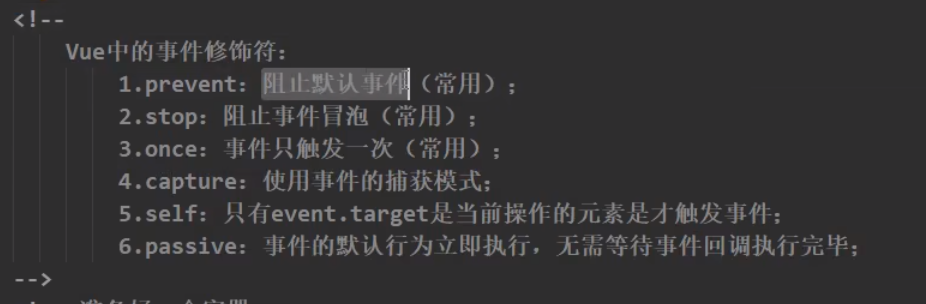 <!--
Vue中的事件修饰符：
1.prevent：阻止默认事件（常用）；
2.stop：阻止事件冒泡（常用）；
3.once：事件只触发一次（常用）；
4.capture：使用事件的捕获模式；
5.self：只有event.target是当前操作的元素是才触发事件；
6.passive：事件的默认行为立即执行，无需等待事件回调执行完毕；
-->